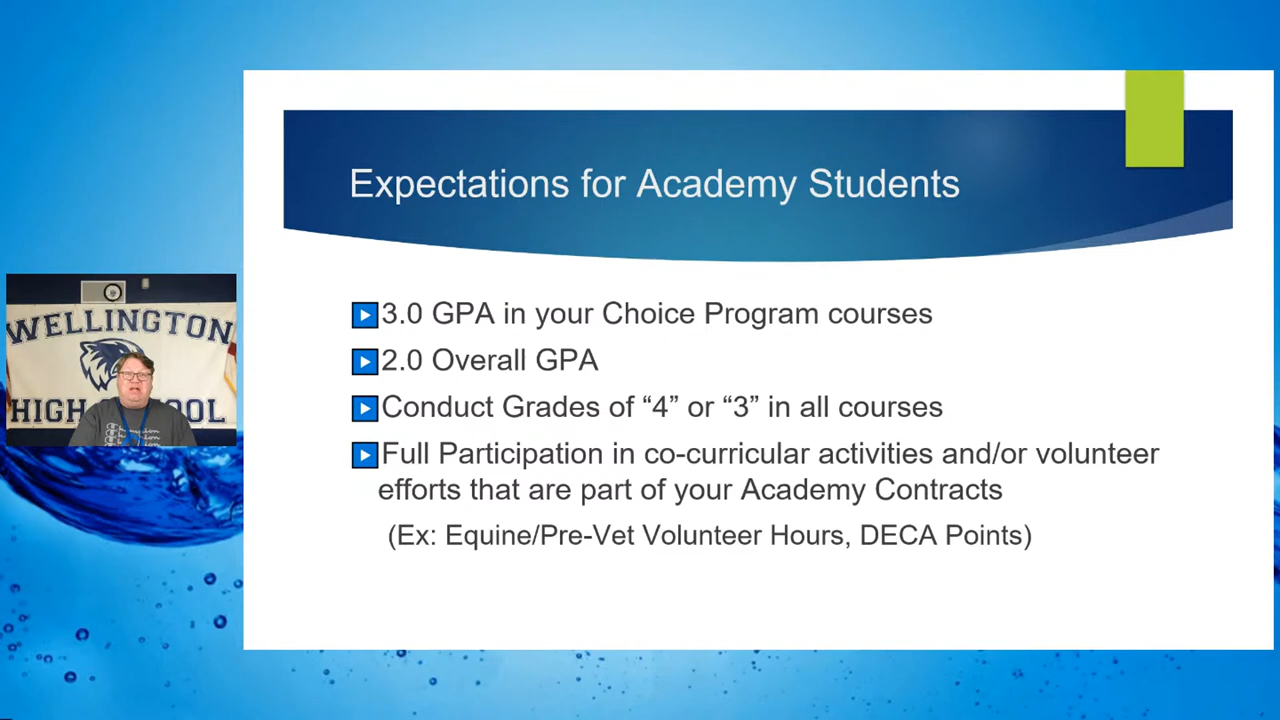 Expectations for Academy Students
3.0 GPA in your Choice Program courses
2.0 Overall GPA
Conduct Grades of “4” or “3” in all courses
Full Participation in co-curricular activities and/or volunteer
efforts that are part of your Academy Contracts
(Ex: Equine/Pre-Vet Volunteer Hours, DECA Points)
WELLINGTON
HIGH SCHOOL
Champion